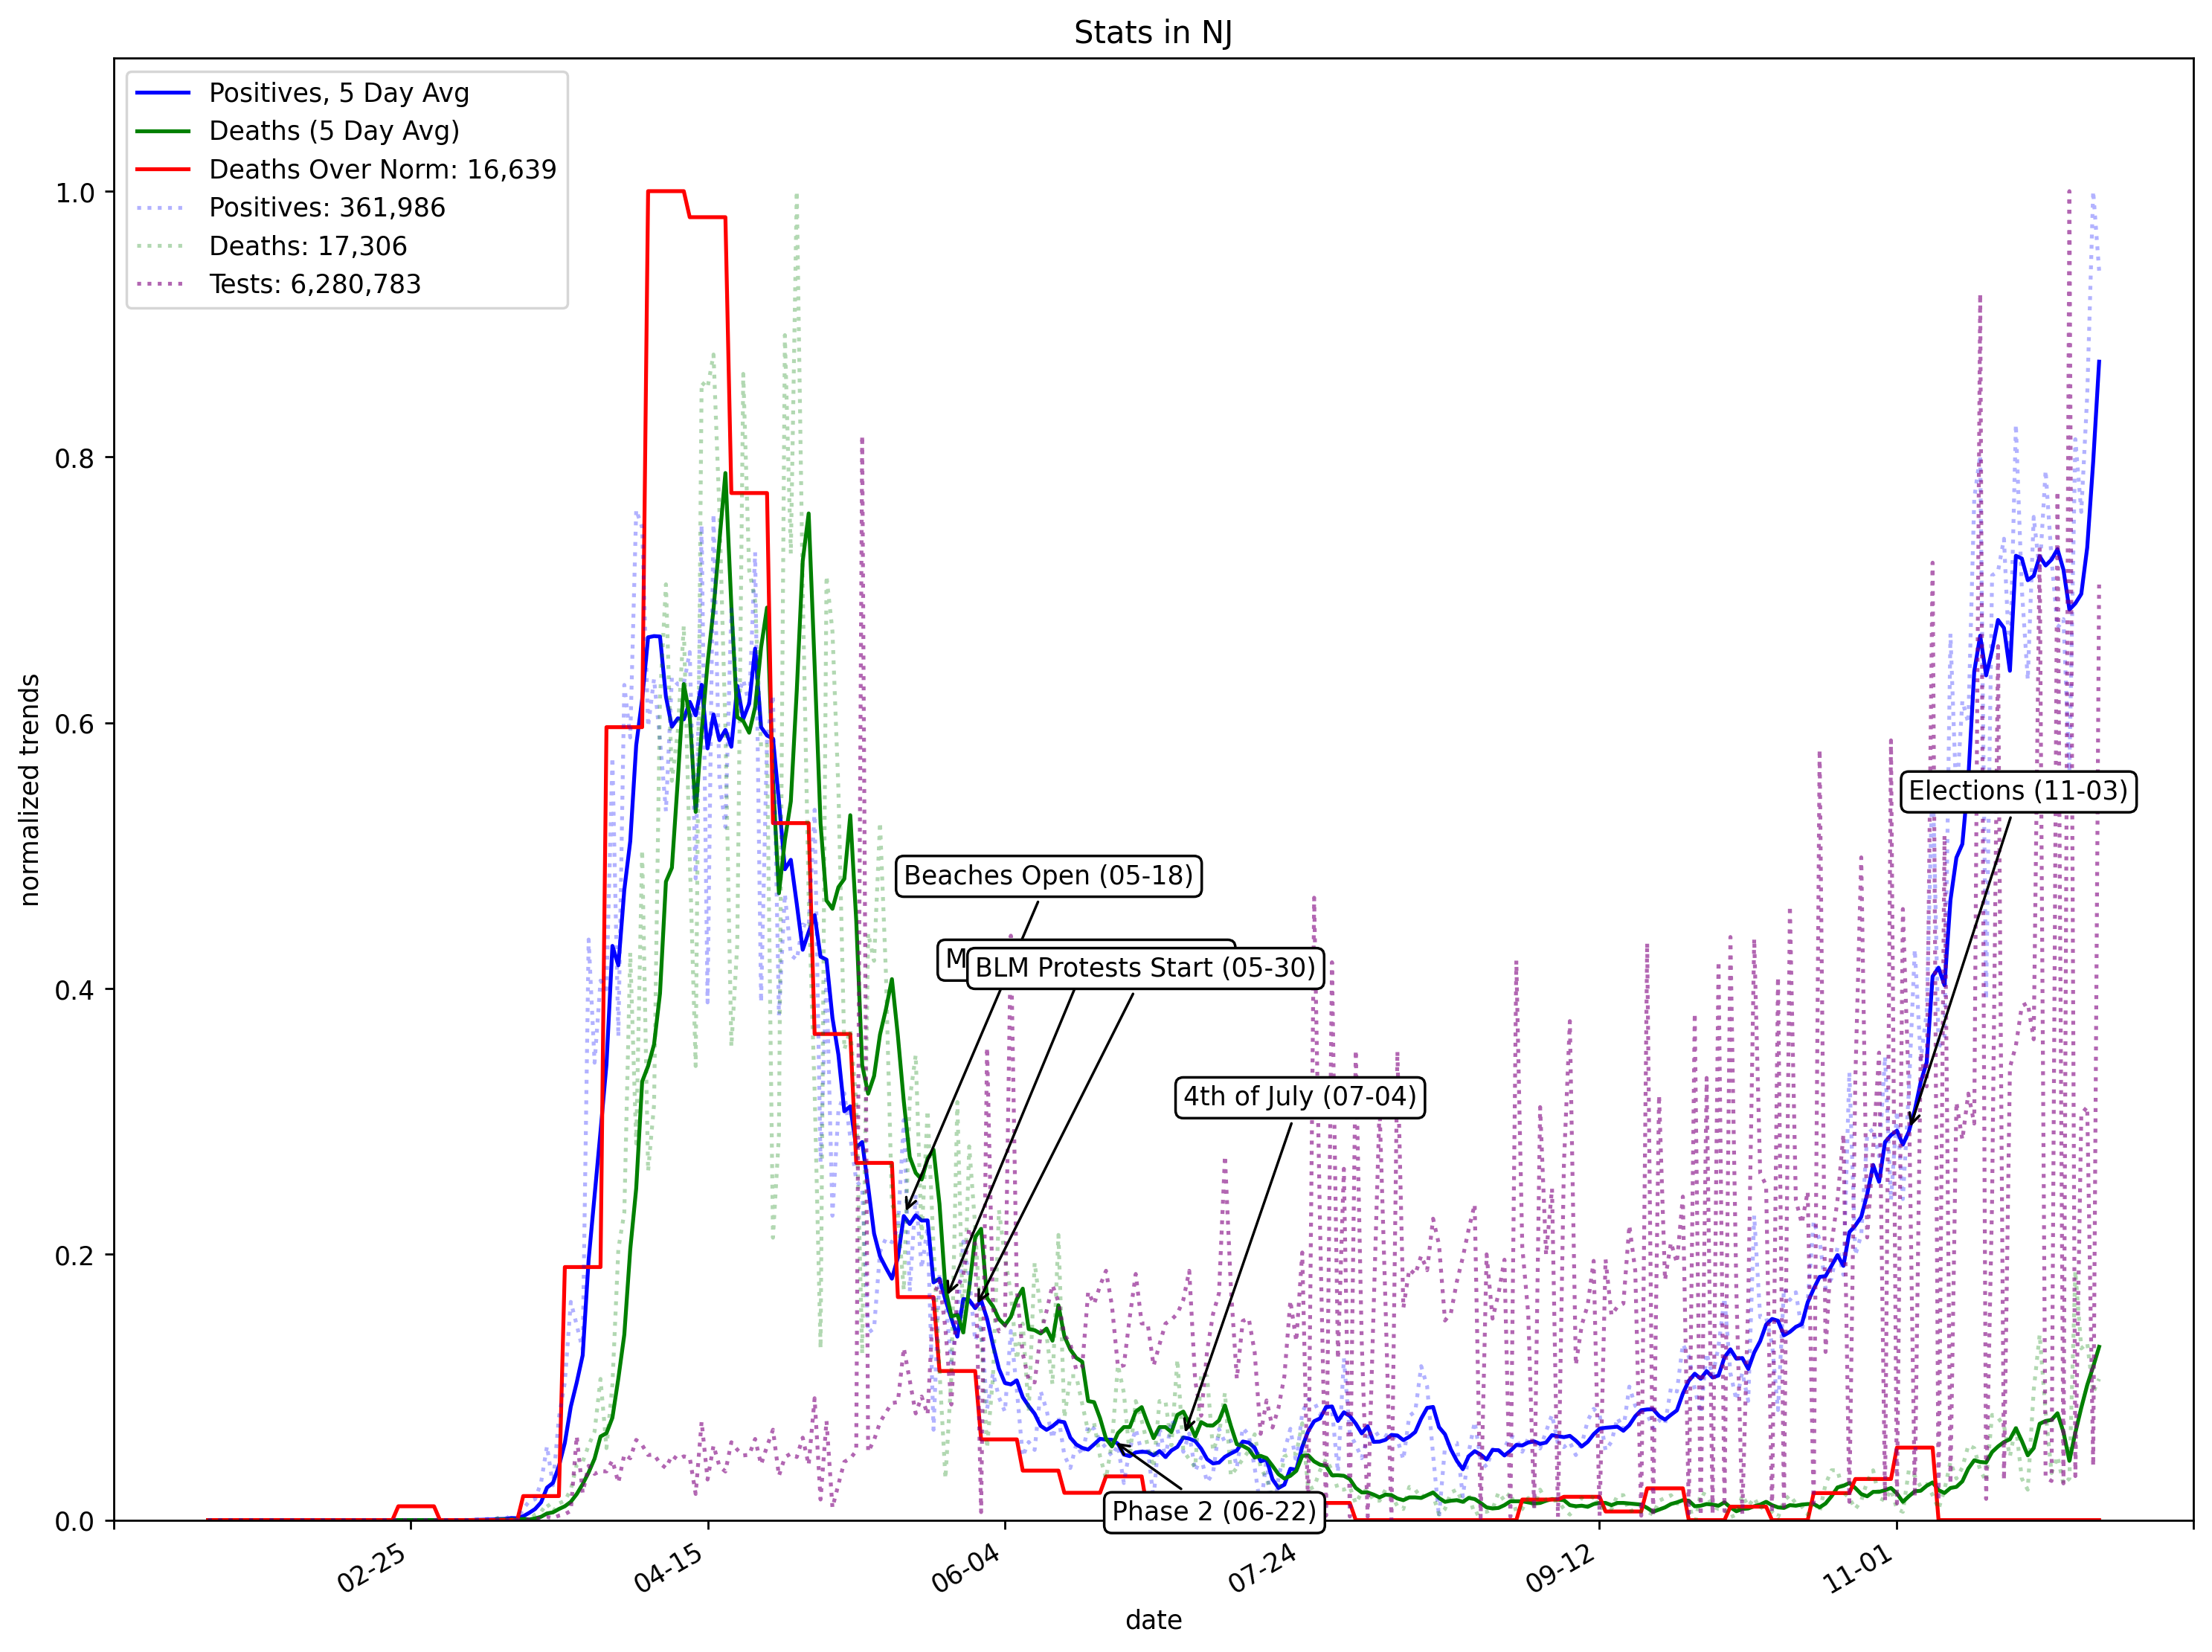 Stats in NJ
Positives, 5 Day Avg
Deaths (5 Day Avg)
Deaths Over Norm: 16,639
Positives: 361,986
Deaths: 17,306
Tests: 6,280,783
normalized trends
1.0
0.8
0.6
0.4
0.2
0.0
Elections (11-03)
Beaches Open (05-18)
BLM Protests Start (05-30)
4th of July (07-04)
Phase 2 (06-22)
02-25
04-15
06-04
07-24
09-12
11-01
date